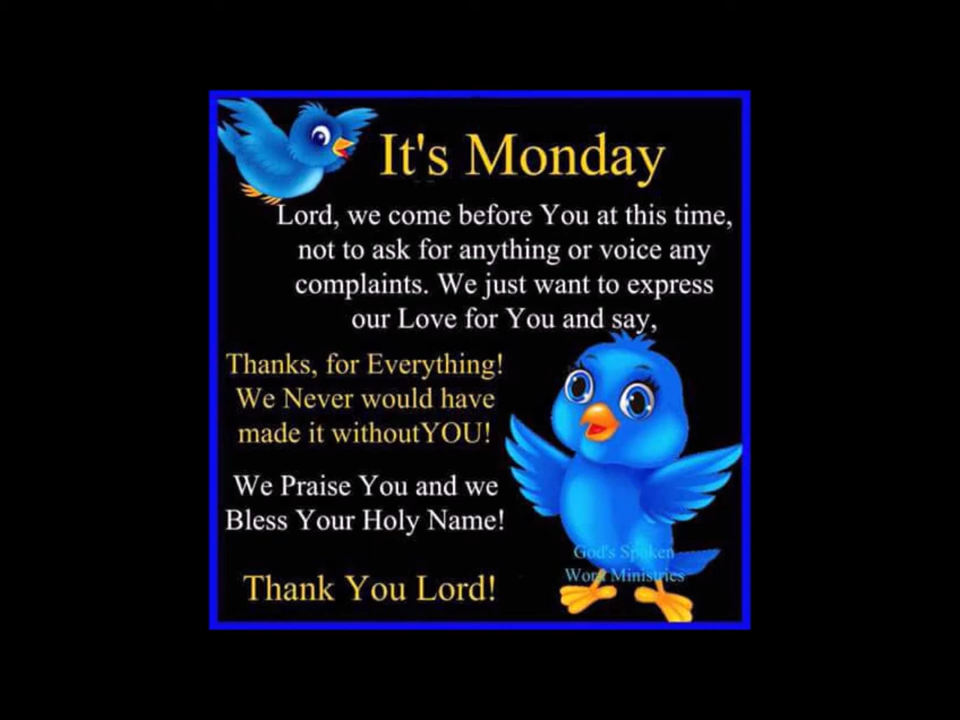 It's Monday
Lord, we come before You at this time,
not to ask for anything or voice any
complaints. We just want to express
our Love for You and say,
Thanks, for Everything!
We Never would have
made it withoutYOU!
We Praise You and we
Bless Your Holy Name!
Thank You Lord!
God's Spoken
Word Ministries